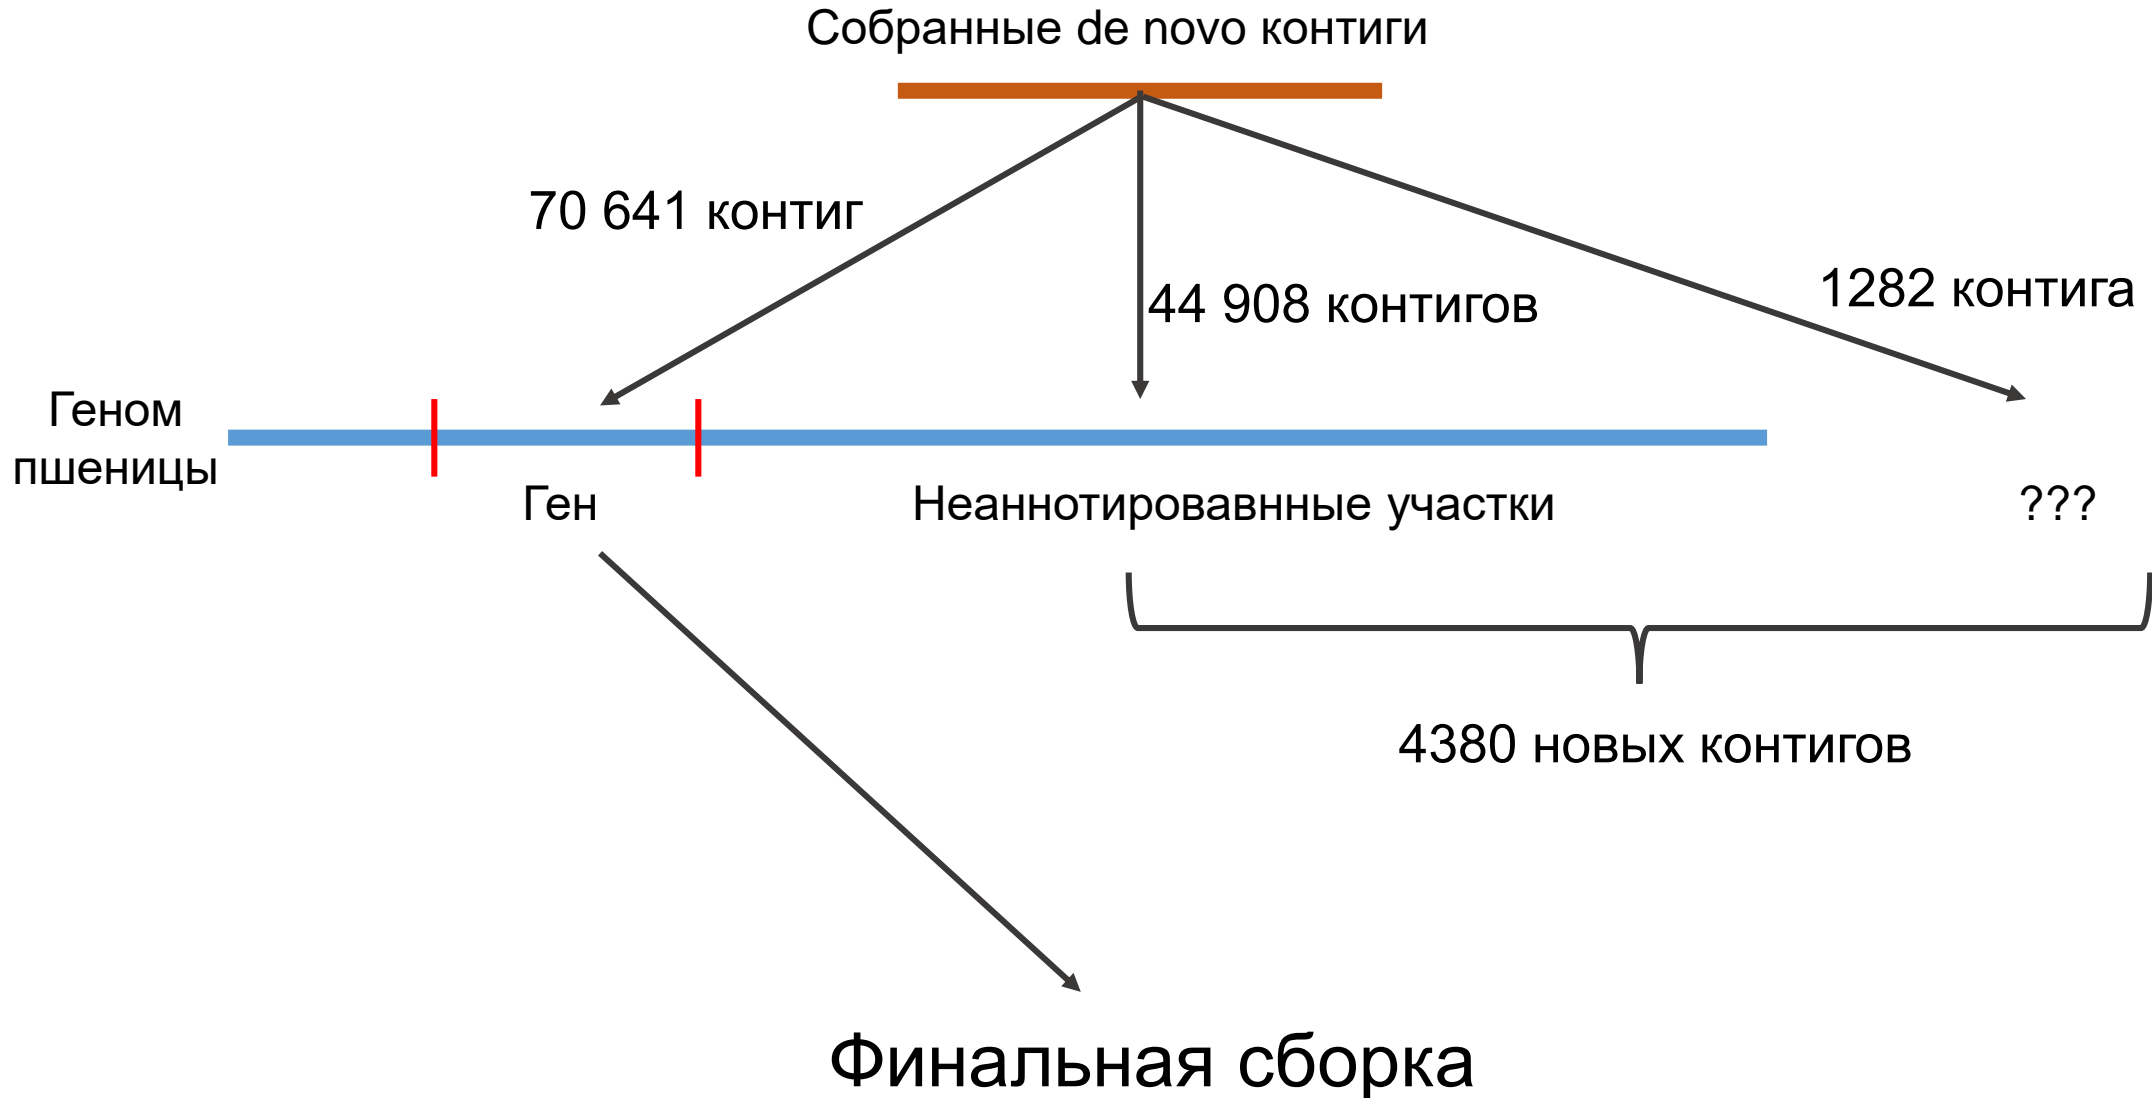 Собранные de novo контиги
70 641 контиг
1282 контига
44 908 контигов
Геном
пшеницы
Ген
Неаннотировавнные участки
???
4380 новых контигов
Финальная сборка